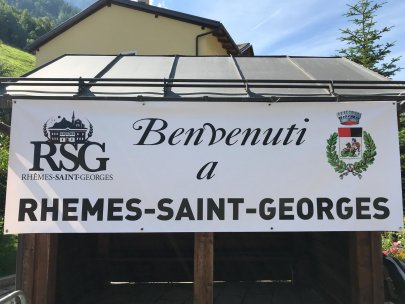 RSG
RHÊMES-SAINT-GEORGES
Benvenuti
a
RHEMES-SAINT-GEORGES